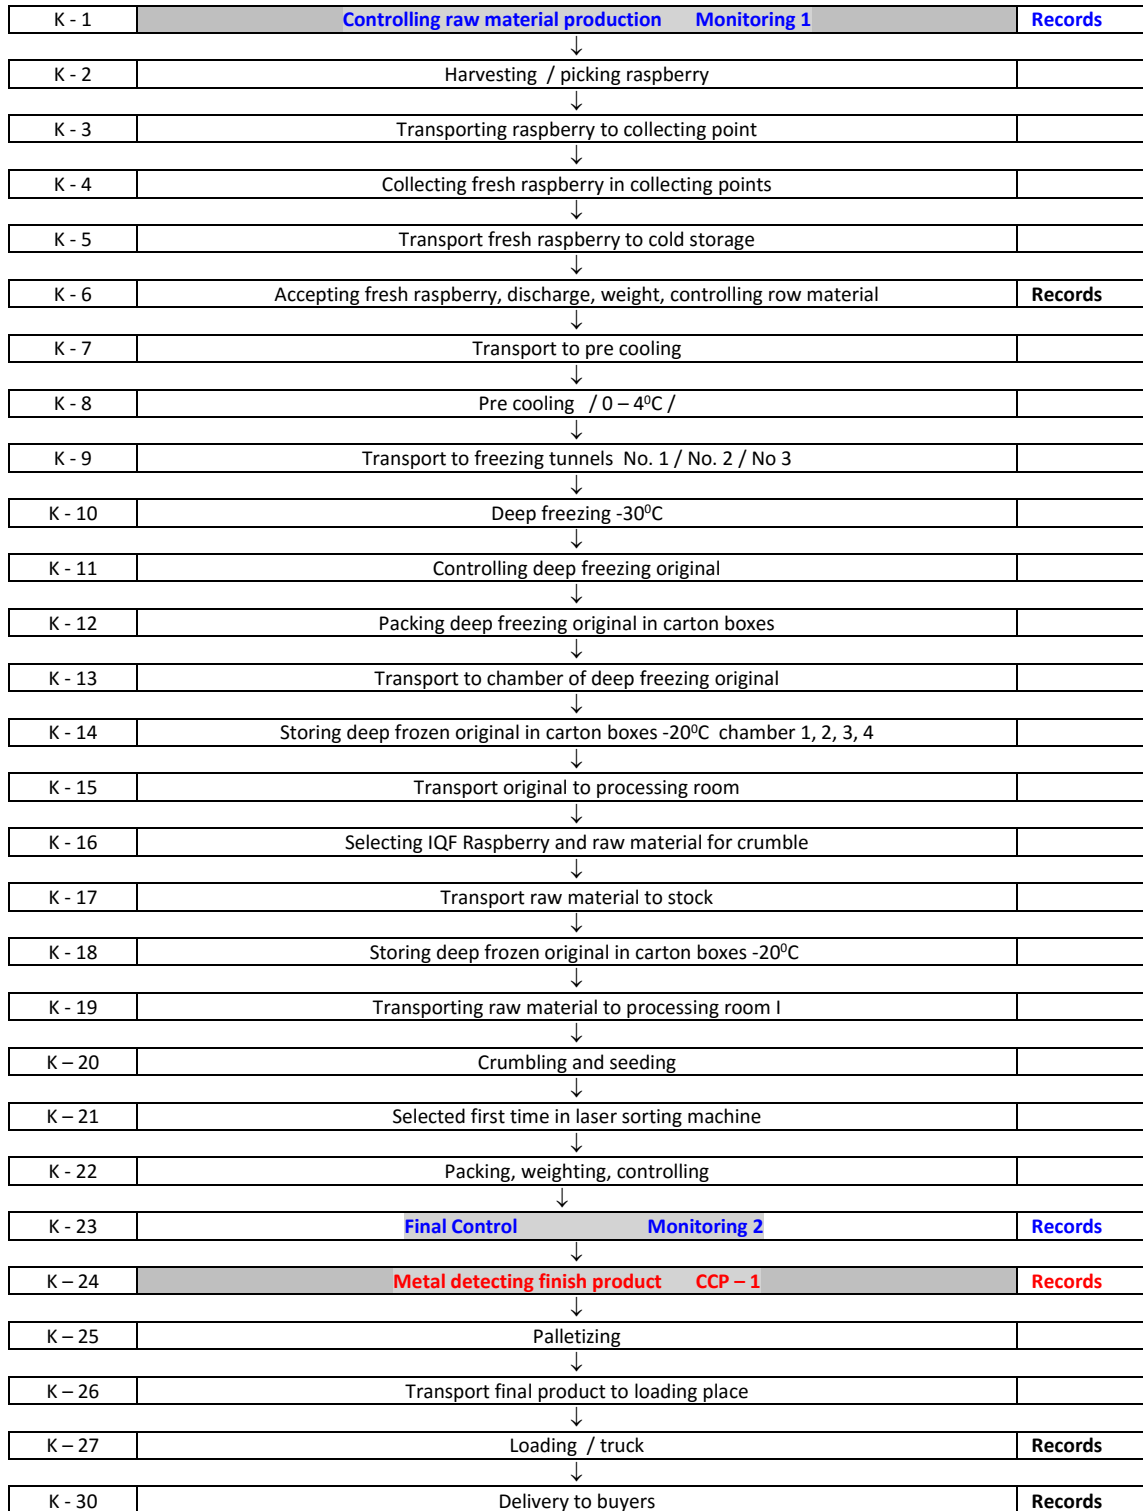 K - 1 Controlling raw material production Monitoring 1 Records
↓
K - 2 Harvesting / picking raspberry
↓
K - 3 Transporting raspberry to collecting point
↓
K - 4 Collecting fresh raspberry in collecting points
↓
K - 5 Transport fresh raspberry to cold storage
↓
K - 6 Accepting fresh raspberry, discharge, weight, controlling row material Records
↓
K - 7 Transport to pre cooling
↓
K - 8 Pre cooling / 0 – 4⁰C /
↓
K - 9 Transport to freezing tunnels No. 1 / No. 2 / No 3
↓
K - 10 Deep freezing -30⁰C
↓
K - 11 Controlling deep freezing original
↓
K - 12 Packing deep freezing original in carton boxes
↓
K - 13 Transport to chamber of deep freezing original
↓
K - 14 Storing deep frozen original in carton boxes -20⁰C chamber 1, 2, 3, 4
↓
K - 15 Transport original to processing room
↓
K - 16 Selecting IQF Raspberry and raw material for crumble
↓
K - 17 Transport raw material to stock
↓
K - 18 Storing deep frozen original in carton boxes -20⁰C
↓
K - 19 Transporting raw material to processing room I
↓
K – 20 Crumbling and seeding
↓
K – 21 Selected first time in laser sorting machine
↓
K - 22 Packing, weighting, controlling
↓
K - 23 Final Control Monitoring 2 Records
↓
K – 24 Metal detecting finish product CCP – 1 Records
↓
K – 25 Palletizing
↓
K – 26 Transport final product to loading place
↓
K – 27 Loading / truck Records
↓
K - 30 Delivery to buyers Records